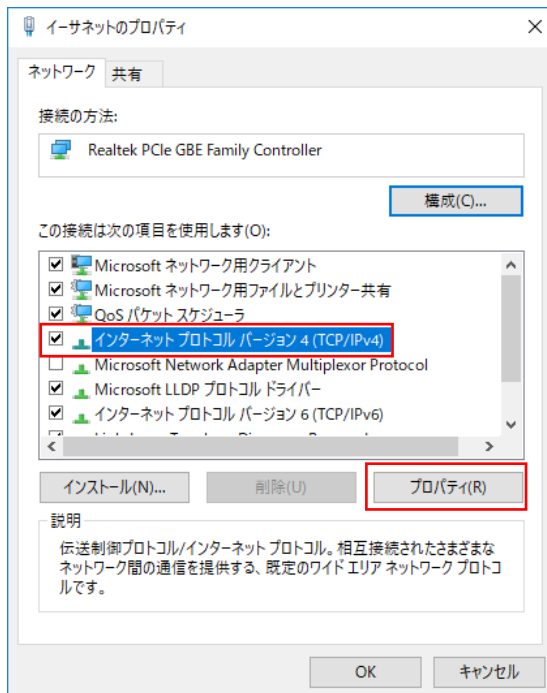 イーサネットのプロパティ
ネットワーク 共有
接続の方法:
Realtek PCIe GBE Family Controller
構成(C)...
この接続は次の項目を使用します(O):
Microsoft ネットワーク用クライアント
Microsoft ネットワーク用ファイルとプリンター共有
QoS パケット スケジューラ
インターネット プロトコル バージョン 4 (TCP/IPv4)
Microsoft Network Adapter Multiplexor Protocol
Microsoft LLDP プロトコル ドライバー
インターネット プロトコル バージョン 6 (TCP/IPv6)
インストール(N)... 削除(U) プロパティ(R)
説明
伝送制御プロトコル/インターネット プロトコル。相互接続されたさまざまな
ネットワーク間の通信を提供する、既定のワイド エリア ネットワーク プロトコ
ルです。
OK キャンセル